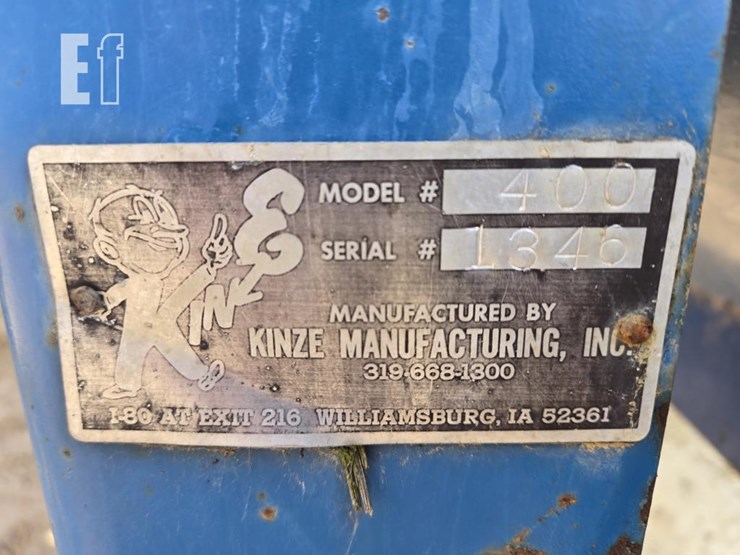 Ef
KINZE
MODEL # 400
SERIAL # 1346
MANUFACTURED BY
KINZE MANUFACTURING, INC.
319-668-1300
I-80 AT EXIT 216 WILLIAMSBURG, IA 52361